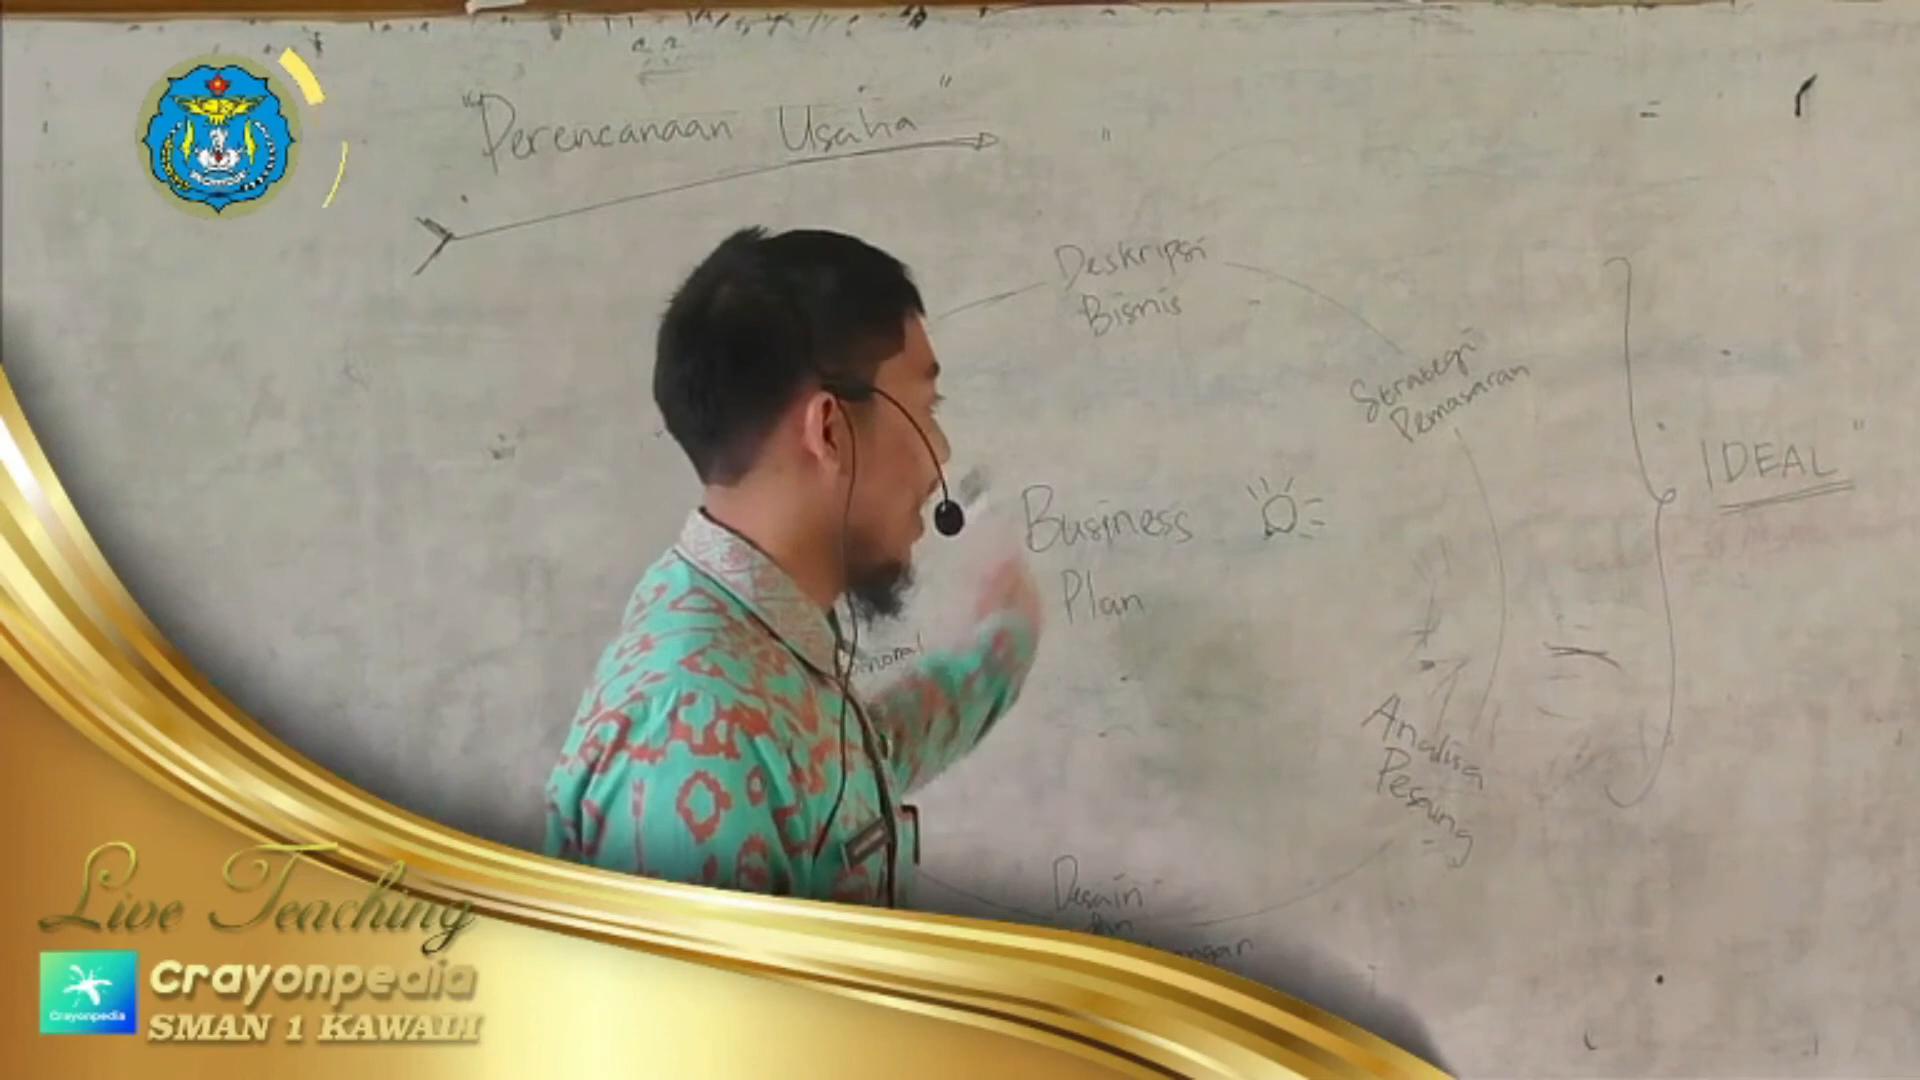 "Perencanaan Usaha"
Deskripsi
Bisnis
Strategi
Pemasaran
"IDEAL"
Business
Plan
Analisa
Pesaing
Desain
Live Teaching
Crayonpedia
Crayonpedia
SMAN 1 KAWALI